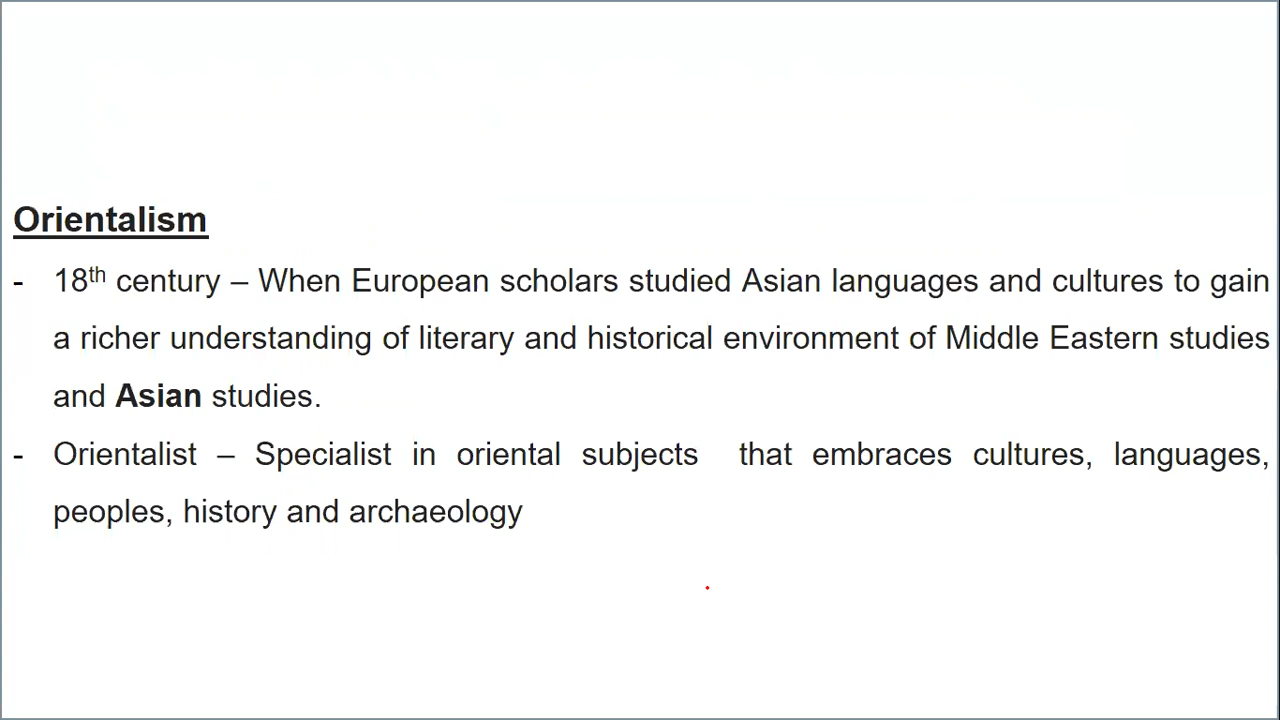 Orientalism
- 18th century – When European scholars studied Asian languages and cultures to gain
a richer understanding of literary and historical environment of Middle Eastern studies
and Asian studies.
- Orientalist – Specialist in oriental subjects  that embraces cultures, languages,
peoples, history and archaeology